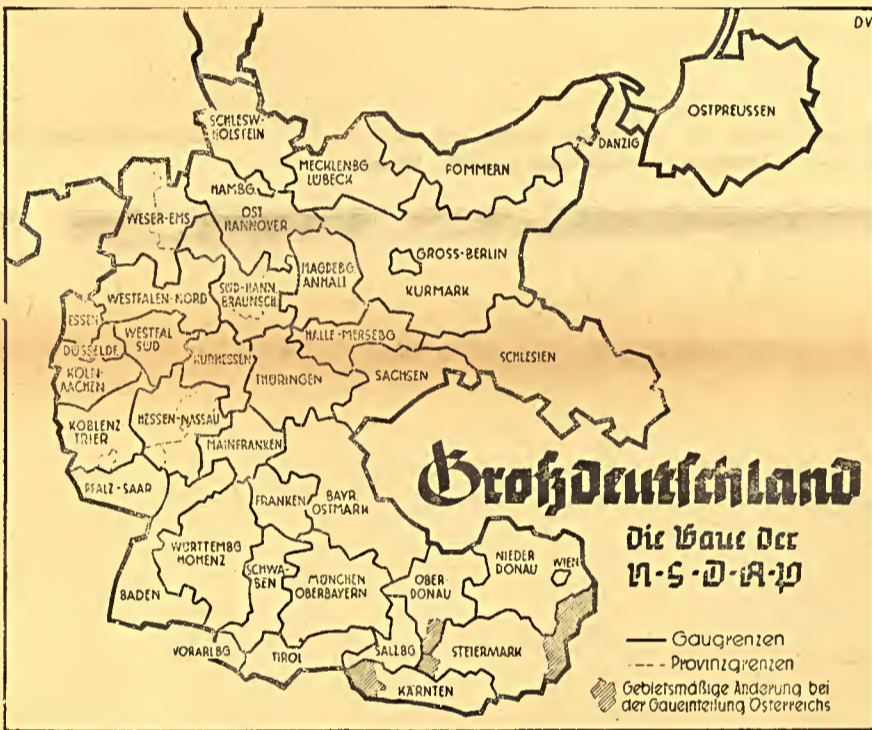 DV
OSTPREUSSEN
DANZIG
SCHLESW-
HOLSTEIN
MECKLENBG
LÜBECK
POMMERN
HAMBG.
WESER-EMS
OST
HANNOVER
GROSS-BERLIN
KURMARK
MAGDEBG
ANHALT
WESTFALEN-NORD
SÜD-HANN.
BRAUNSCH.
ESSEN
DÜSSELDF.
WESTFAL
SÜD
KURHESSEN
HALLE-MERSEBG
SCHLESIEN
KÖLN-
AACHEN
THÜRINGEN
SACHSEN
KOBLENZ
TRIER
HESSEN-NASSAU
MAINFRANKEN
PFALZ-SAAR
FRANKEN
BAYR.
OSTMARK
Großdeutschland
Die Gaue der
N-S-D-A-P
WÜRTTEMBG
HOHENZ
SCHWA-
BEN
MÜNCHEN
OBERBAYERN
OBER-
DONAU
NIEDER
DONAU
WIEN
BADEN
VORARLBG
TIROL
SALZBG
STEIERMARK
KÄRNTEN
Gaugrenzen
Provinzgrenzen
Gebietsmäßige Änderung bei
der Gaueinteilung Österreichs